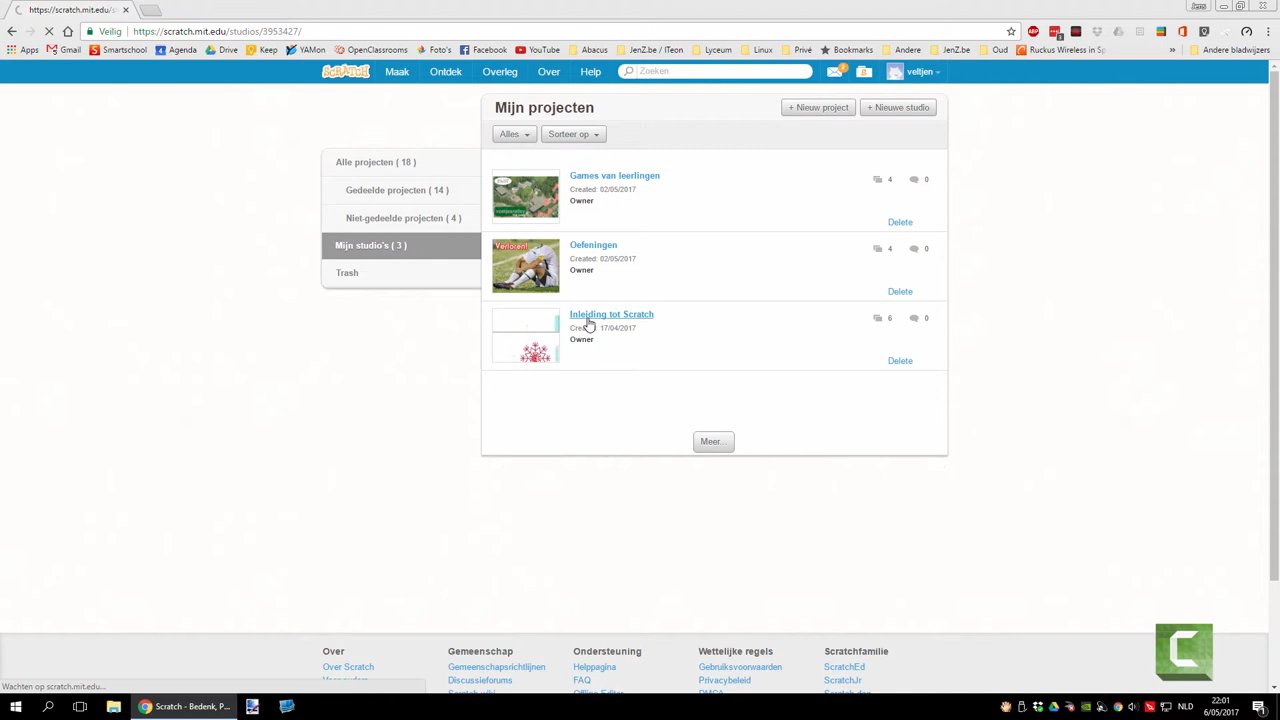 https://scratch.mit.edu/st
Jens
Veilig
https://scratch.mit.edu/studios/3953427/
Apps Gmail Smartschool Agenda Drive Keep YAMon OpenClassrooms Foto's Facebook YouTube Abacus JenZ.be / ITeon Lyceum Linux Privé Bookmarks Andere JenZ.be Oud Ruckus Wireless in Sp » Andere bladwijzers
SCRATCH Maak Ontdek Overleg Over Help Zoeken veltjen
Mijn projecten
+ Nieuw project
+ Nieuwe studio
Alles
Sorteer op
Alle projecten ( 18 )
Gedeelde projecten ( 14 )
Niet-gedeelde projecten ( 4 )
Mijn studio's ( 3 )
Trash
Games van leerlingen
Created: 02/05/2017
Owner
4 0
Delete
Verloren!
Oefeningen
Created: 02/05/2017
Owner
4 0
Delete
Inleiding tot Scratch
17/04/2017
Owner
6 0
Delete
Meer...
Over
Over Scratch
Gemeenschap
Gemeenschapsrichtlijnen
Discussieforums
Ondersteuning
Helppagina
FAQ
Wettelijke regels
Gebruiksvoorwaarden
Privacybeleid
Scratchfamilie
ScratchEd
ScratchJr
Wachten op scratch.mit.edu...
Scratch - Bedenk, P...
NLD
22:01
6/05/2017